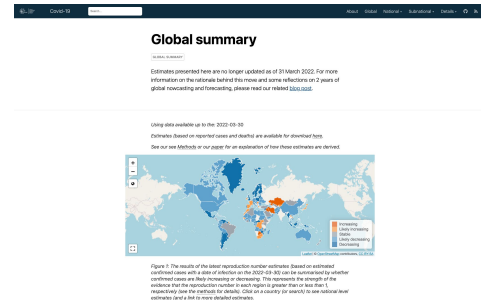 Covid-19
Search...
About Global National Subnational Details
Global summary
GLOBAL SUMMARY
Estimates presented here are no longer updated as of 31 March 2022. For more
information on the rationale behind this move and some reflections on 2 years of
global nowcasting and forecasting, please read our related blog post.
Using data available up to the: 2022-03-30
Estimates (based on reported cases and deaths) are available for download here.
See our see Methods or our paper for an explanation of how these estimates are derived.
+
−
Increasing
Likely increasing
Stable
Likely decreasing
Decreasing
Leaflet | © OpenStreetMap contributors, CC-BY-SA
Figure 1: The results of the latest reproduction number estimates (based on estimated
confirmed cases with a date of infection on the 2022-03-30) can be summarised by whether
confirmed cases are likely increasing or decreasing. This represents the strength of the
evidence that the reproduction number in each region is greater than or less than 1,
respectively (see the methods for details). Click on a country (or search) to see national level
estimates (and a link to more detailed estimates.